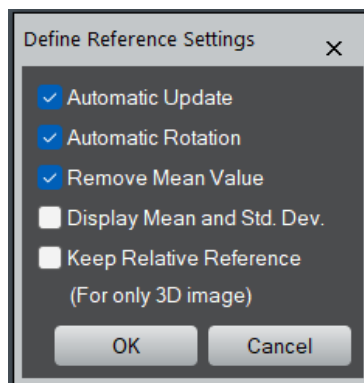 Define Reference Settings
Automatic Update
Automatic Rotation
Remove Mean Value
Display Mean and Std. Dev.
Keep Relative Reference
(For only 3D image)
OK Cancel